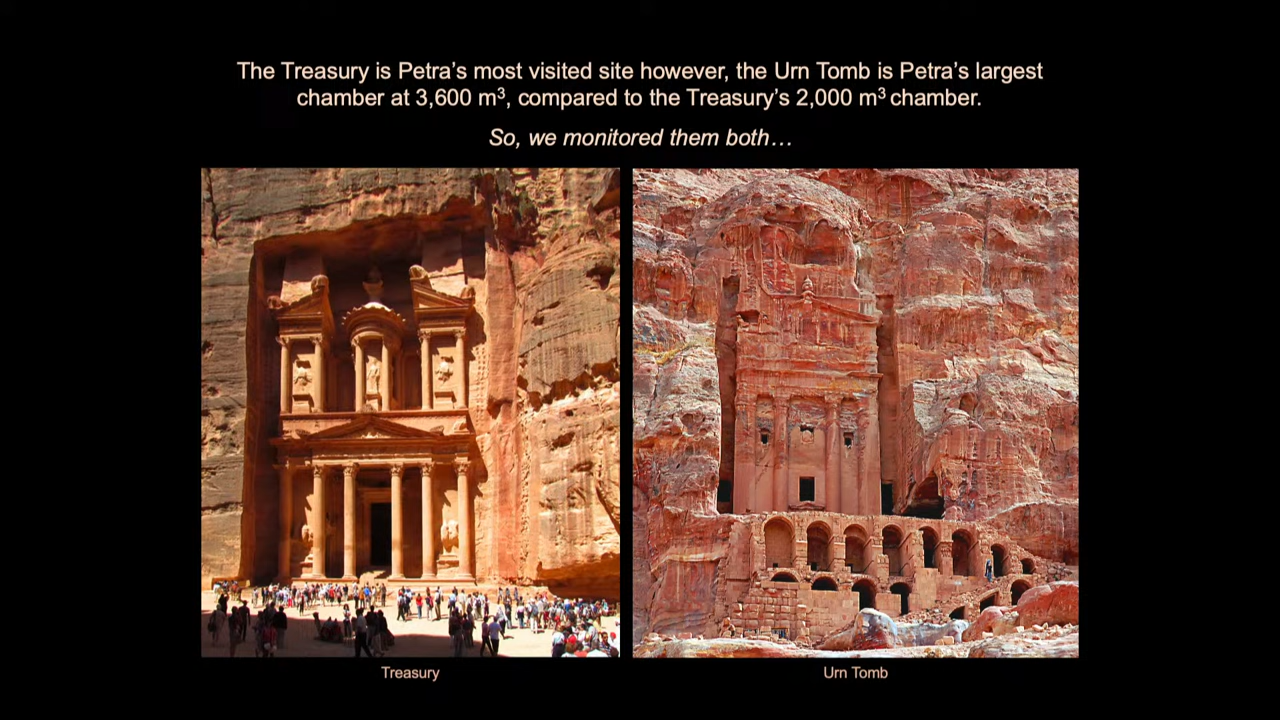 The Treasury is Petra’s most visited site however, the Urn Tomb is Petra’s largest
chamber at 3,600 m³, compared to the Treasury’s 2,000 m³ chamber.
So, we monitored them both…
Treasury
Urn Tomb